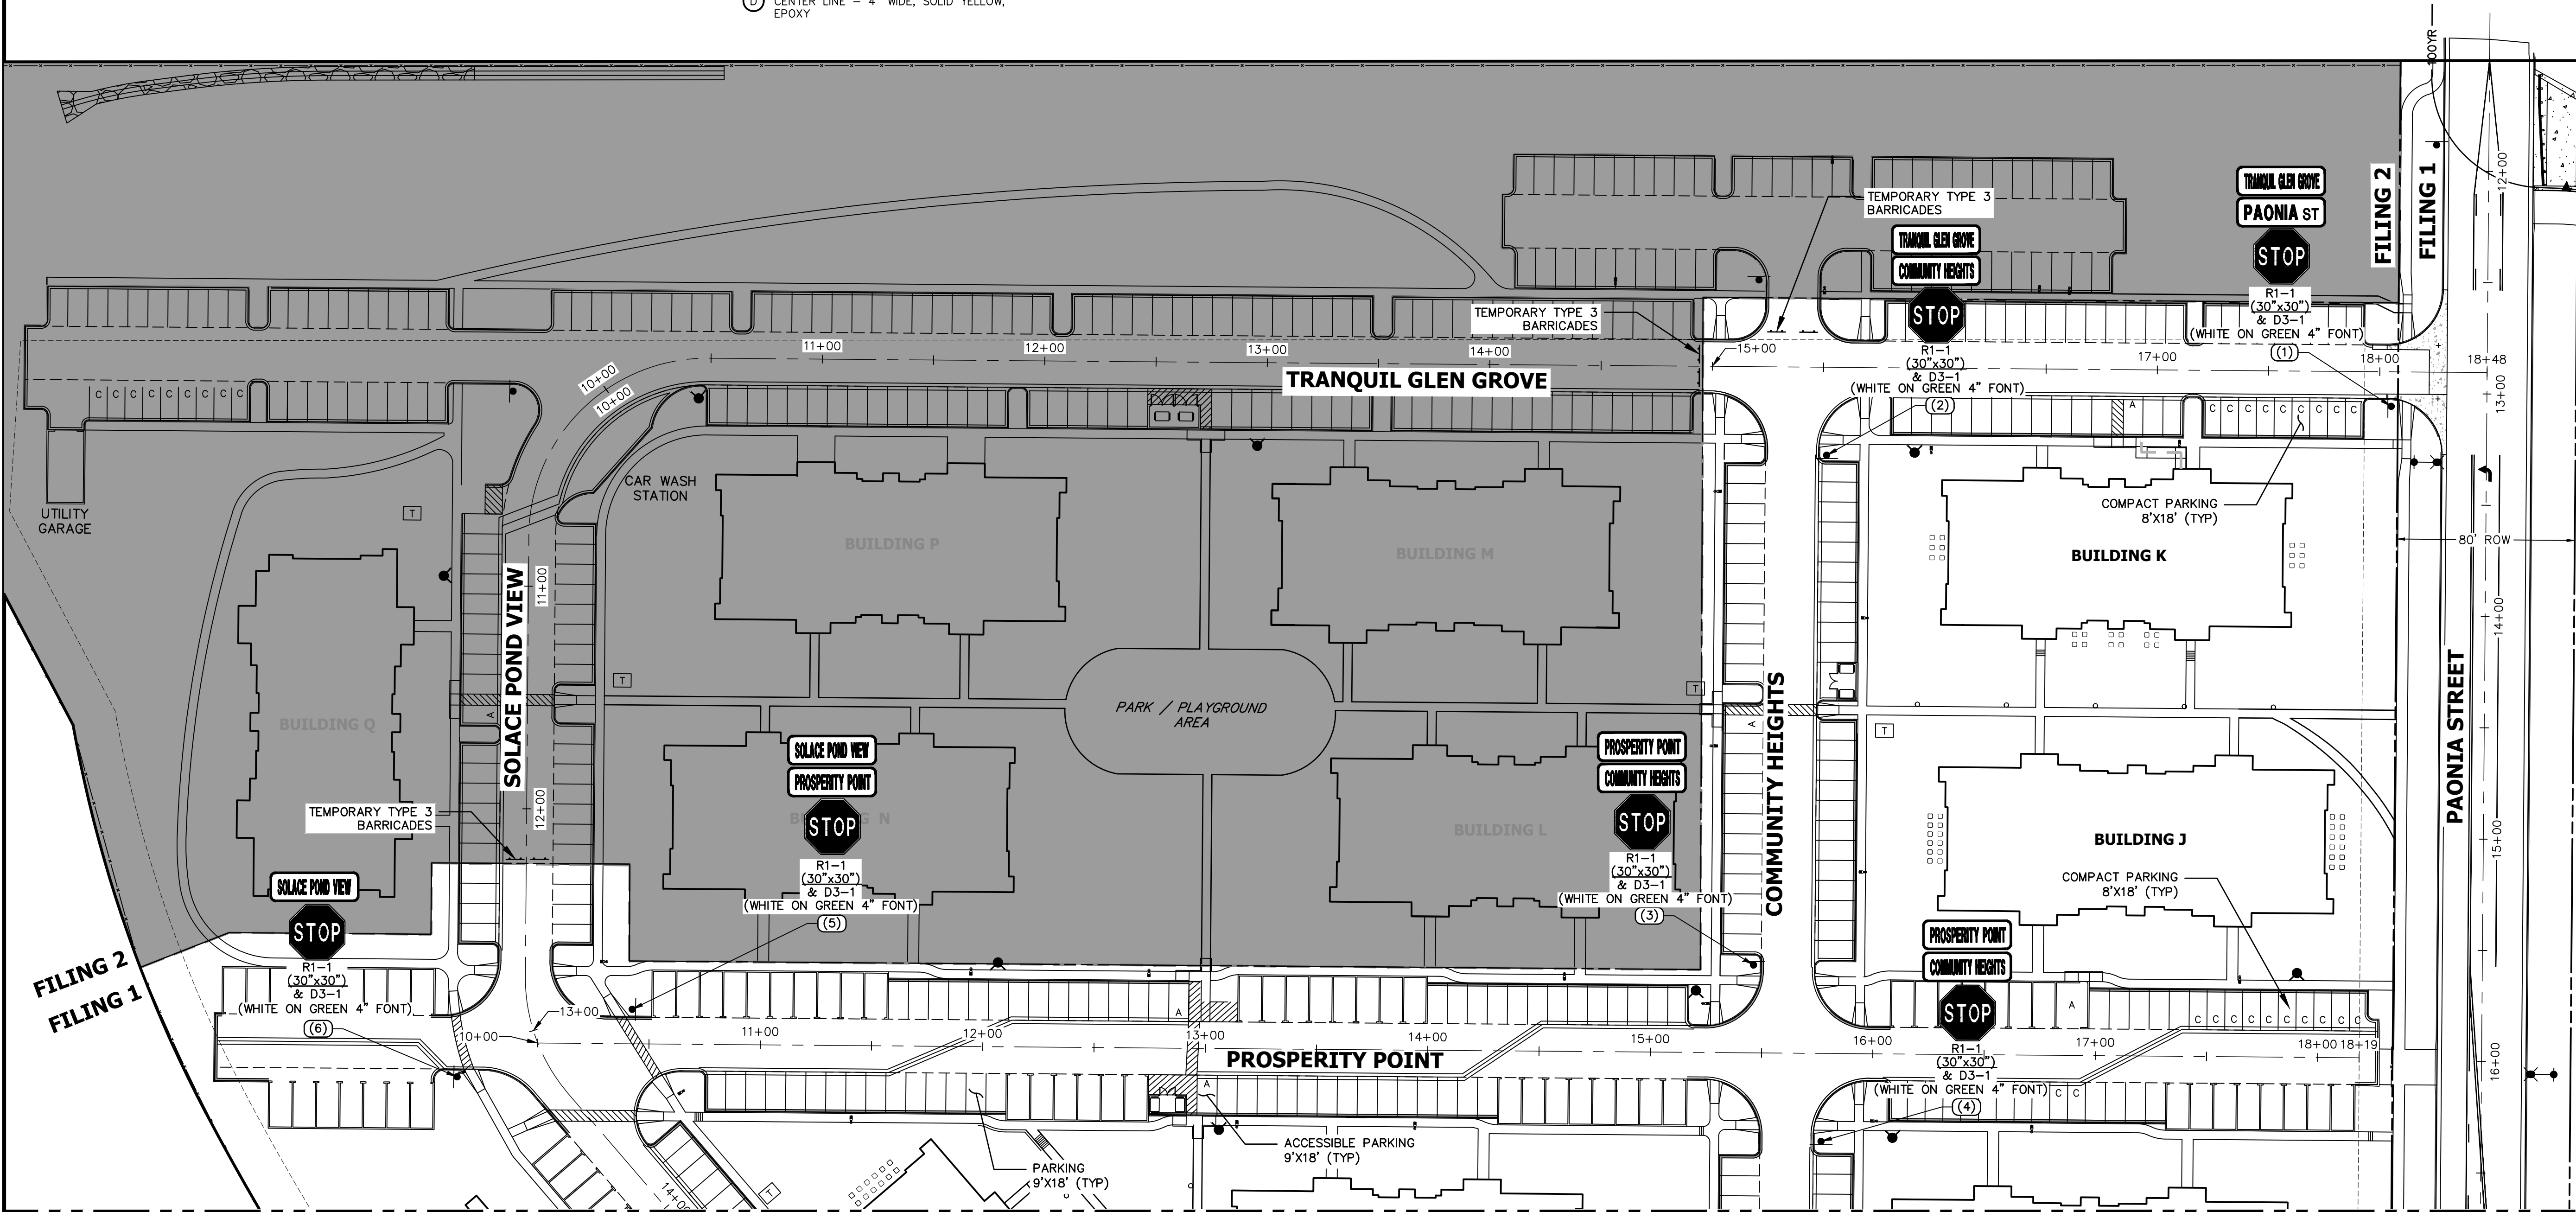 D CENTER LINE – 4" WIDE, SOLID YELLOW,
EPOXY
100YR
12+00
FILING 2
FILING 1
TEMPORARY TYPE 3
BARRICADES
TRANQUIL GLEN GROVE
COMMUNITY HEIGHTS
STOP
R1-1
(30"x30")
& D3-1
(WHITE ON GREEN 4" FONT)
(2)
TRANQUIL GLEN GROVE
PAONIA ST
STOP
R1-1
(30"x30")
& D3-1
(WHITE ON GREEN 4" FONT)
(1)
TEMPORARY TYPE 3
BARRICADES
10+00
10+00
11+00
12+00
13+00
14+00
15+00
17+00
18+00
18+48
13+00
TRANQUIL GLEN GROVE
C C C C C C C C C
A
C C C C C C C C C
UTILITY
GARAGE
T
CAR WASH
STATION
BUILDING P
BUILDING M
COMPACT PARKING
8'X18' (TYP)
BUILDING K
80' ROW
14+00
11+00
SOLACE POND VIEW
12+00
A
T
BUILDING Q
PARK / PLAYGROUND
AREA
T
A
COMMUNITY HEIGHTS
T
PAONIA STREET
15+00
TEMPORARY TYPE 3
BARRICADES
SOLACE POND VIEW
PROSPERITY POINT
STOP
BUILDING N
R1-1
(30"x30")
& D3-1
(WHITE ON GREEN 4" FONT)
(5)
PROSPERITY POINT
COMMUNITY HEIGHTS
STOP
BUILDING L
R1-1
(30"x30")
& D3-1
(WHITE ON GREEN 4" FONT)
(3)
BUILDING J
COMPACT PARKING
8'X18' (TYP)
SOLACE POND VIEW
STOP
R1-1
(30"x30")
& D3-1
(WHITE ON GREEN 4" FONT)
(6)
FILING 2
FILING 1
PROSPERITY POINT
COMMUNITY HEIGHTS
STOP
R1-1
(30"x30")
& D3-1
(WHITE ON GREEN 4" FONT)
(4)
A
A
C C C C C C C C C C
13+00
10+00
11+00
12+00
13+00
14+00
15+00
16+00
17+00
18+00
18+19
16+00
PROSPERITY POINT
A
C C
PARKING
9'X18' (TYP)
ACCESSIBLE PARKING
9'X18' (TYP)
T
14+00